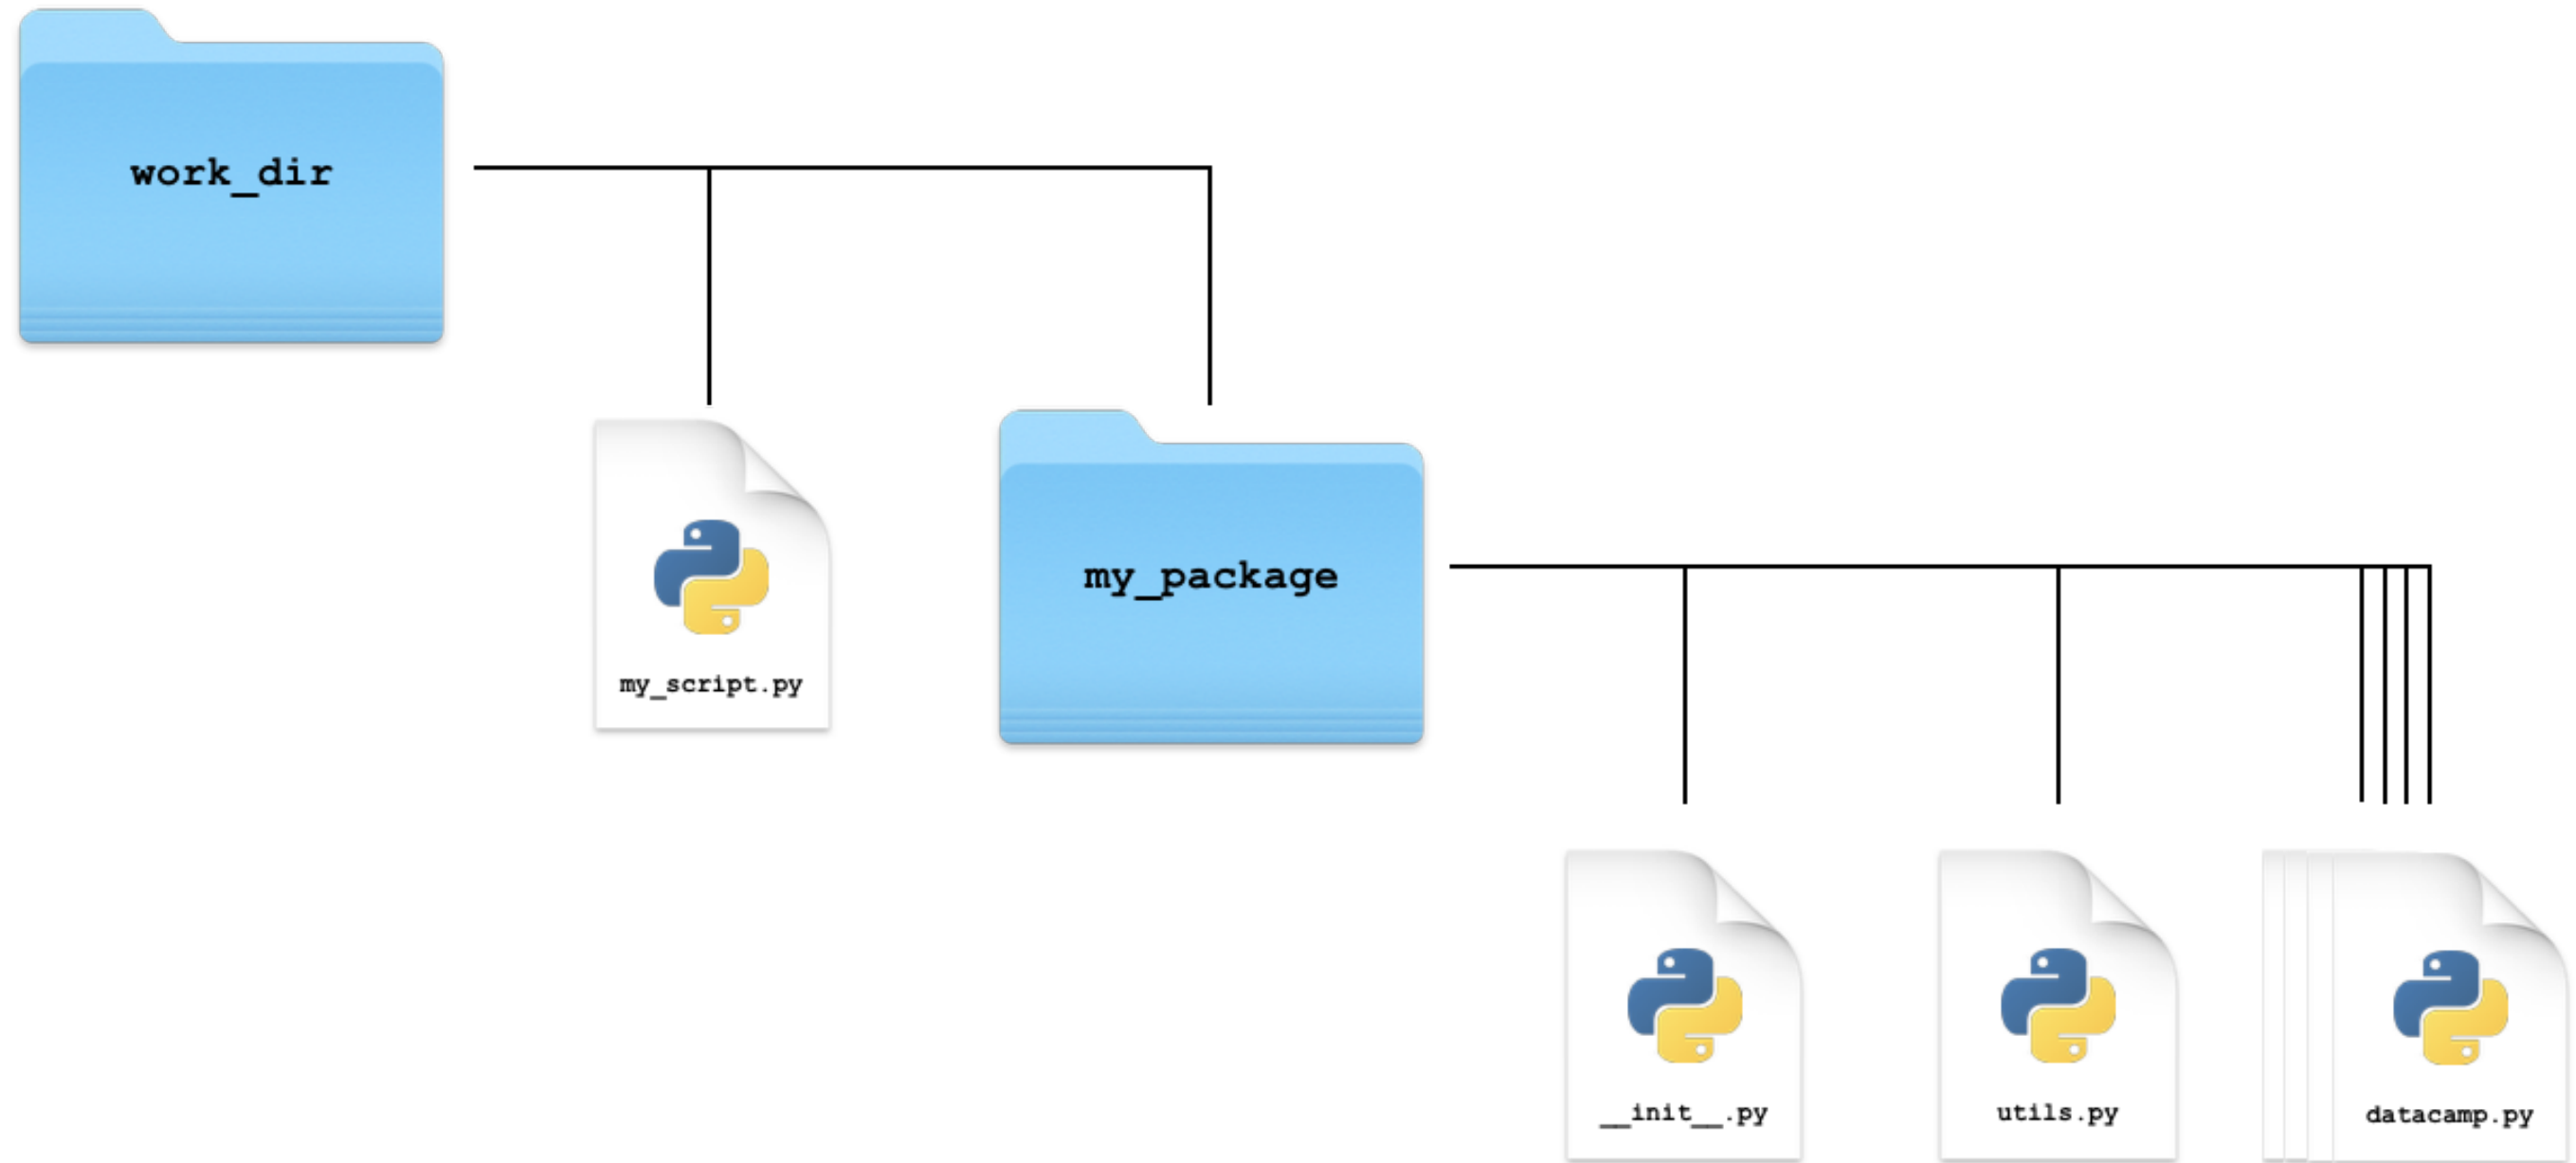 work_dir
my_script.py
my_package
__init__.py
utils.py
datacamp.py